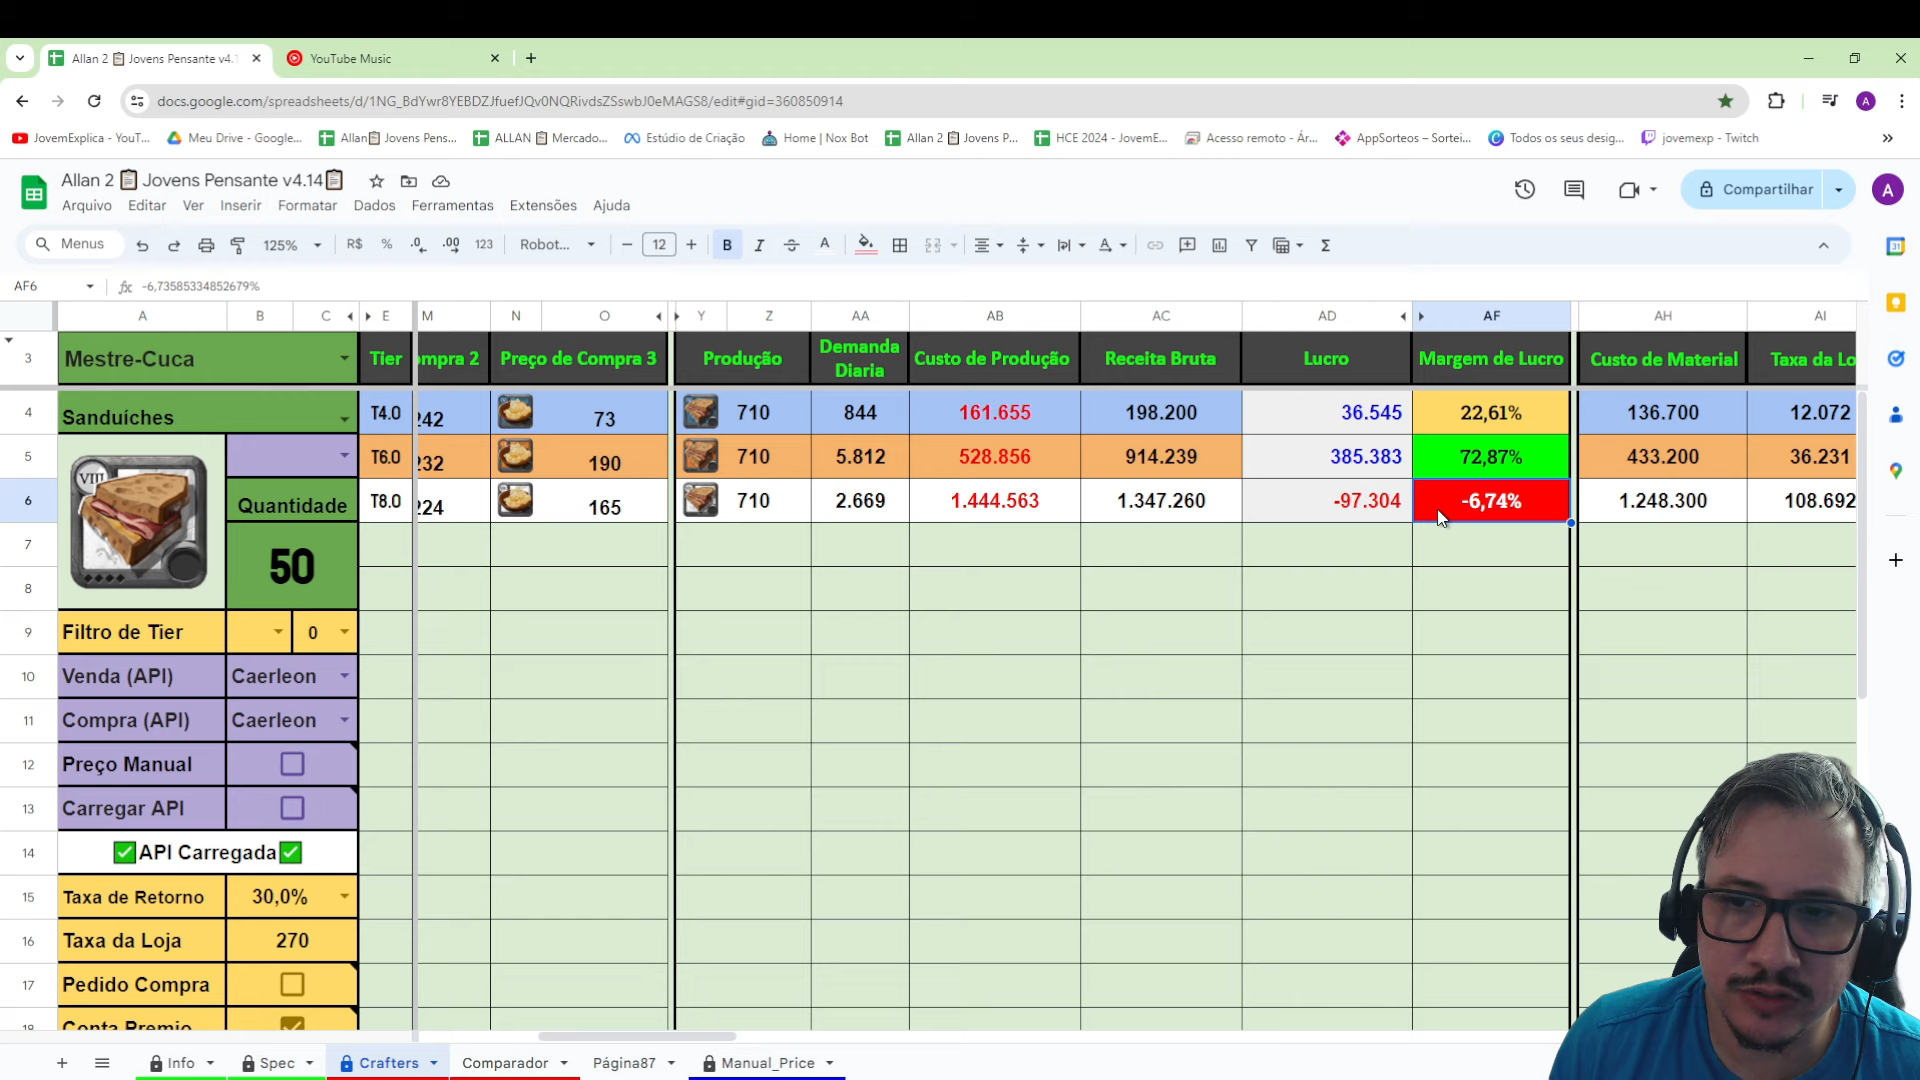 Allan 2 📋 Jovens Pensante v4.1
YouTube Music
docs.google.com/spreadsheets/d/1NG_BdYwr8YEBDZJfuefJQv0NQRivdsZSswbJ0eMAGS8/edit#gid=360850914
A
JovemExplica - YouT...
Meu Drive - Google...
Allan📋 Jovens Pens...
ALLAN 📋 Mercado...
Estúdio de Criação
Home | Nox Bot
Allan 2 📋 Jovens P...
HCE 2024 - JovemE...
Acesso remoto - Ár...
AppSorteos – Sortei...
Todos os seus desig...
jovemexp - Twitch
Allan 2 📋 Jovens Pensante v4.14📋
Compartilhar
A
Arquivo Editar Ver Inserir Formatar Dados Ferramentas Extensões Ajuda
Menus 125% R$ % .0 .00 123 Robot... 12 B I A Σ
31
AF6 fx -6,73585334852679%
A B C E M N O Y Z AA AB AC AD AF AH AI
3 Mestre-Cuca Tier ompra 2 Preço de Compra 3 Produção Demanda Diaria Custo de Produção Receita Bruta Lucro Margem de Lucro Custo de Material Taxa da Lo
4 Sanduíches T4.0 242 73 710 844 161.655 198.200 36.545 22,61% 136.700 12.072
5 T6.0 232 190 710 5.812 528.856 914.239 385.383 72,87% 433.200 36.231
VIII
6 Quantidade T8.0 224 165 710 2.669 1.444.563 1.347.260 -97.304 -6,74% 1.248.300 108.692
7 50
8
9 Filtro de Tier 0
10 Venda (API) Caerleon
11 Compra (API) Caerleon
12 Preço Manual
13 Carregar API
14 ✅API Carregada✅
15 Taxa de Retorno 30,0%
16 Taxa da Loja 270
17 Pedido Compra
18 Conta Premio
Info Spec Crafters Comparador Página87 Manual_Price